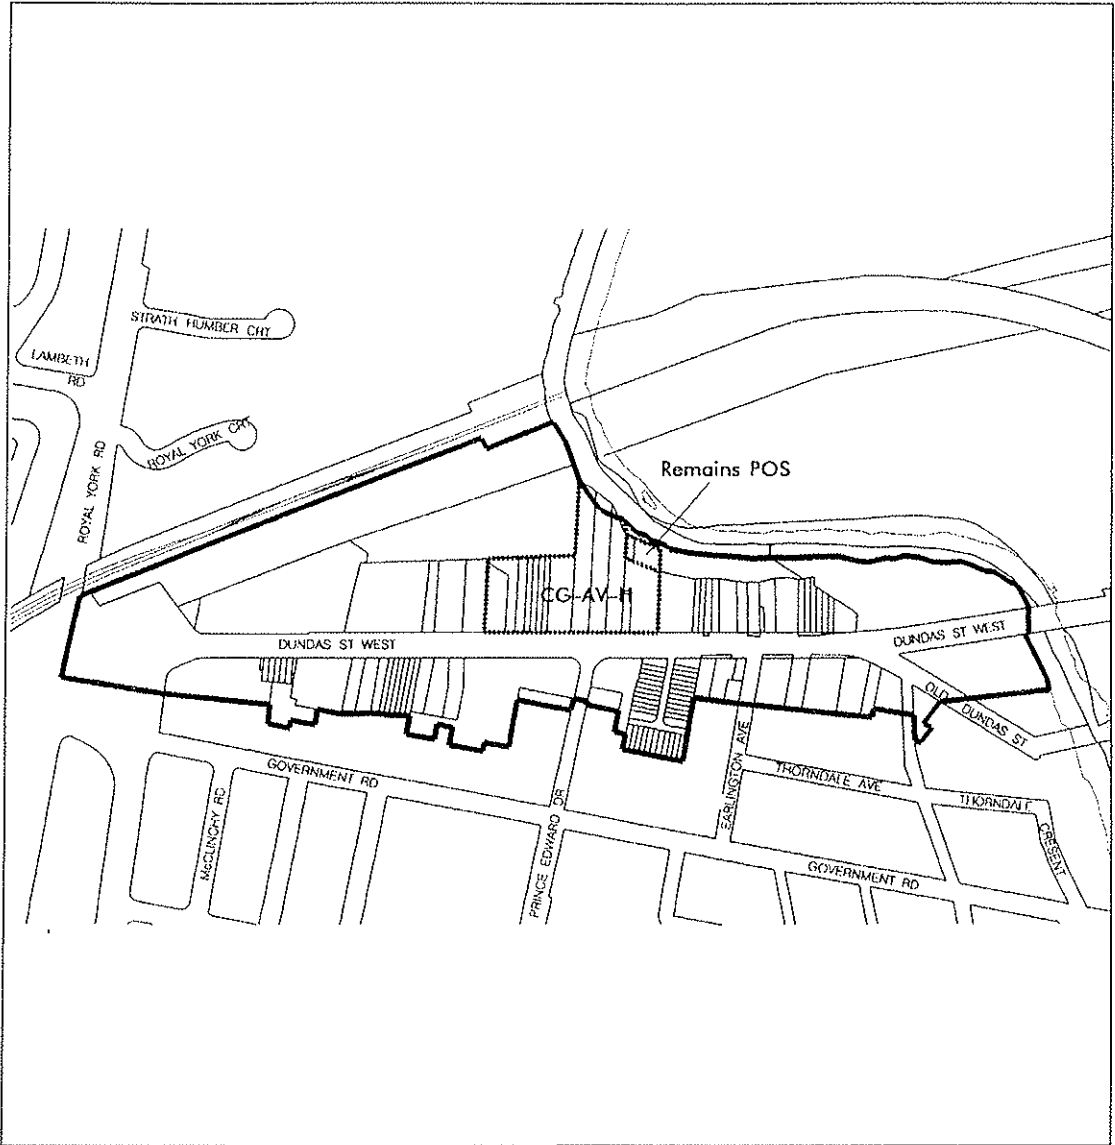 STRATH HUMBER CRT
LAMBETH
RD
ROYAL YORK CRT
ROYAL YORK RD
Remains POS
CG-AV-H
DUNDAS ST WEST
DUNDAS ST WEST
OLD DUNDAS ST
GOVERNMENT RD
McCLINCHY RD
PRINCE EDWARD DR
EARLINGTON AVE
THORNDALE AVE
THORNDALE
CRESENT
GOVERNMENT RD